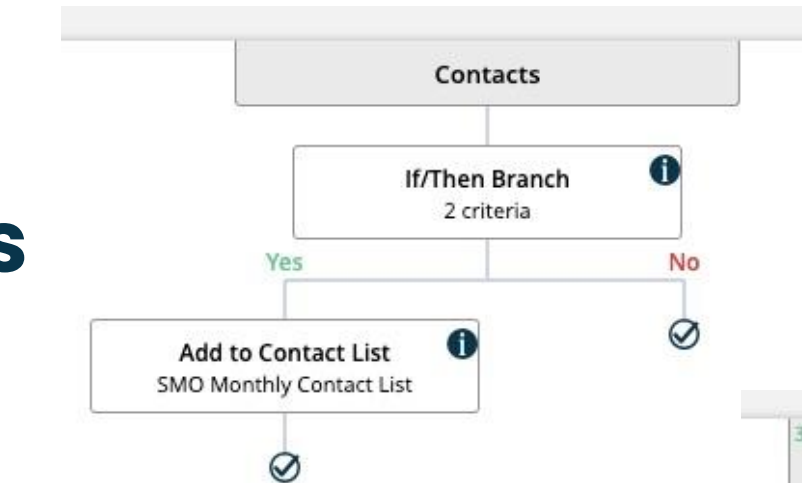 Contacts
If/Then Branch
2 criteria
Yes
No
s
Add to Contact List
SMO Monthly Contact List